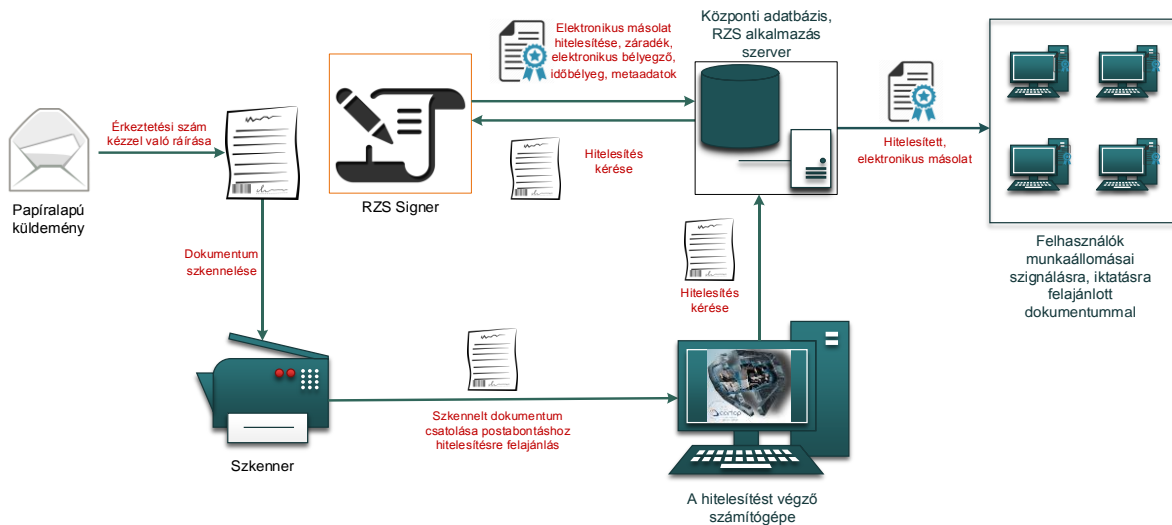 Érkeztetési szám
kézzel való ráírása
Papíralapú
küldemény
RZS Signer
Elektronikus másolat
hitelesítése, záradék,
elektronikus bélyegző,
időbélyeg, metaadatok
Hitelesítés
kérése
Központi adatbázis,
RZS alkalmazás
szerver
Hitelesített,
elektronikus másolat
Felhasználók
munkaállomásai
szignálásra, iktatásra
felajánlott
dokumentummal
Dokumentum
szkennelése
Szkenner
Szkennelt dokumentum
csatolása postabontáshoz
hitelesítésre felajánlás
Hitelesítés
kérése
A hitelesítést végző
számítógépe